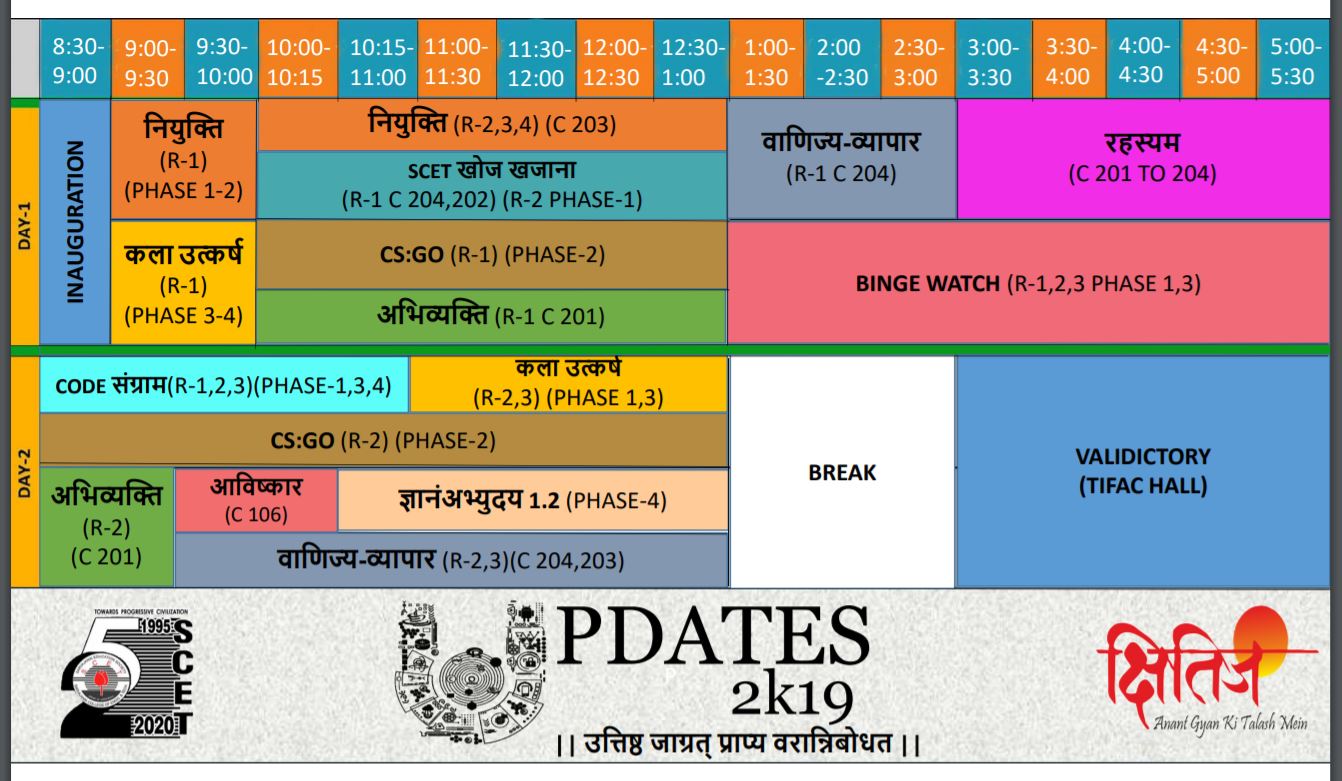 8:30-
9:00
9:00-
9:30
9:30-
10:00
10:00-
10:15
10:15-
11:00
11:00-
11:30
11:30-
12:00
12:00-
12:30
12:30-
1:00
1:00-
1:30
2:00
-2:30
2:30-
3:00
3:00-
3:30
3:30-
4:00
4:00-
4:30
4:30-
5:00
5:00-
5:30
DAY-1
INAUGURATION
नियुक्ति
(R-1)
(PHASE 1-2)
नियुक्ति (R-2,3,4) (C 203)
SCET खोज खजाना
(R-1 C 204,202) (R-2 PHASE-1)
वाणिज्य-व्यापार
(R-1 C 204)
रहस्यम
(C 201 TO 204)
कला उत्कर्ष
(R-1)
(PHASE 3-4)
CS:GO (R-1) (PHASE-2)
अभिव्यक्ति (R-1 C 201)
BINGE WATCH (R-1,2,3 PHASE 1,3)
DAY-2
CODE संग्राम(R-1,2,3)(PHASE-1,3,4)
कला उत्कर्ष
(R-2,3) (PHASE 1,3)
CS:GO (R-2) (PHASE-2)
अभिव्यक्ति
(R-2)
(C 201)
आविष्कार
(C 106)
ज्ञानंअभ्युदय 1.2 (PHASE-4)
वाणिज्य-व्यापार (R-2,3)(C 204,203)
BREAK
VALIDICTORY
(TIFAC HALL)
TOWARDS PROGRESSIVE CIVILIZATION
1995
SCET
2020
UPDATES
2k19
|| उत्तिष्ठ जाग्रत् प्राप्य वरान्निबोधत ||
क्षितिज
Anant Gyan Ki Talash Mein